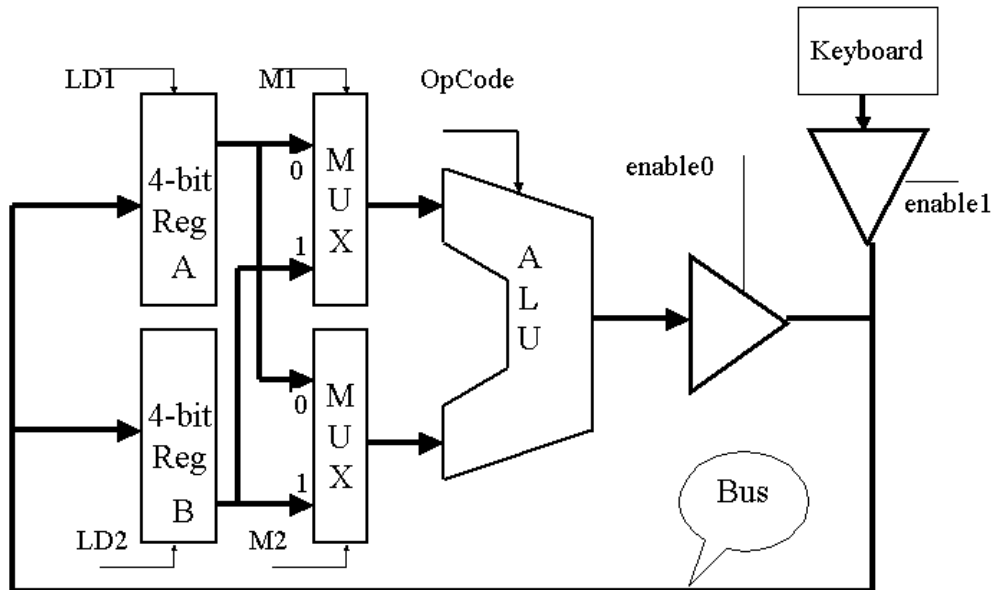 Keyboard
LD1
M1
OpCode
4-bit
Reg
A
0
1
M
U
X
A
L
U
enable0
enable1
4-bit
Reg
B
0
1
M
U
X
LD2
M2
Bus